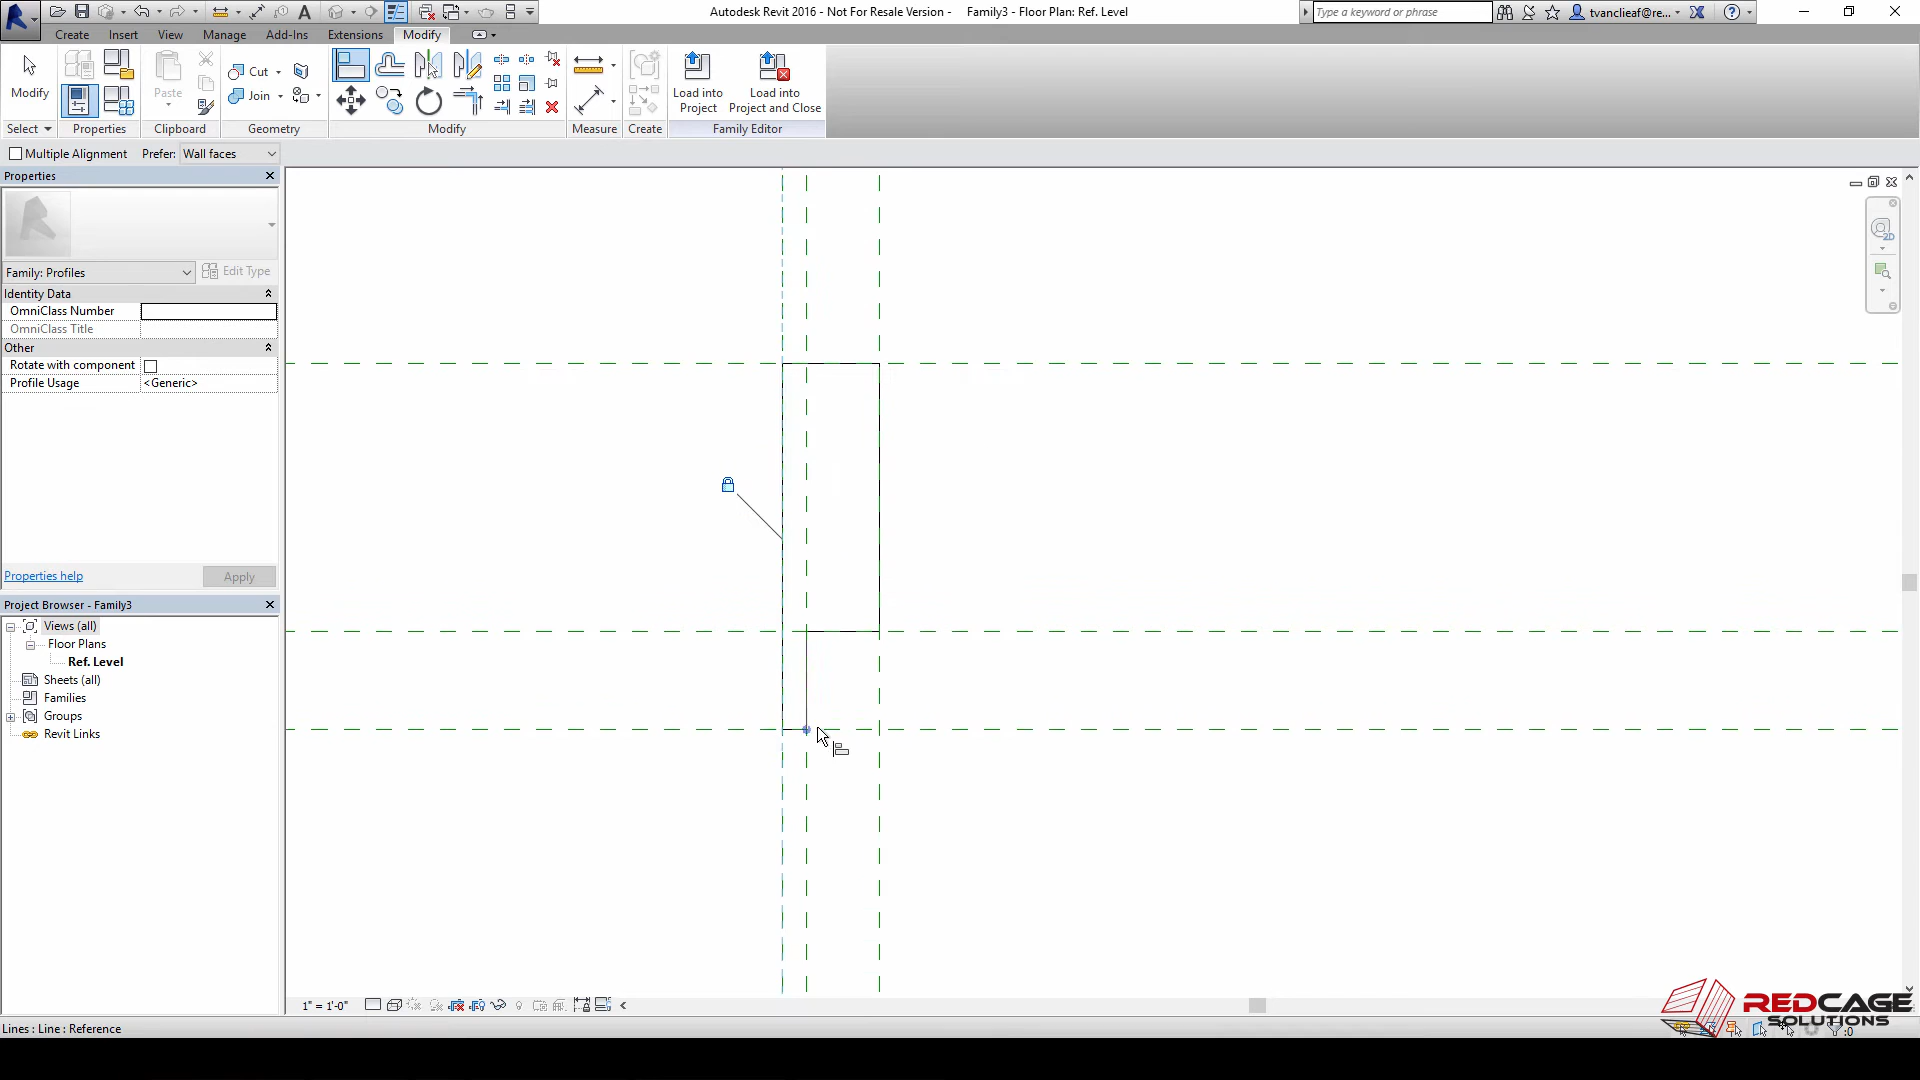 Autodesk Revit 2016 - Not For Resale Version - Family3 - Floor Plan: Ref. Level
Type a keyword or phrase
tvanclieaf@re...
Create Insert View Manage Add-Ins Extensions Modify
Modify
Paste
Cut
Join
Load into Project
Load into Project and Close
Select Properties Clipboard Geometry Modify Measure Create Family Editor
Multiple Alignment Prefer: Wall faces
Properties
Family: Profiles Edit Type
Identity Data
OmniClass Number
OmniClass Title
Other
Rotate with component
Profile Usage <Generic>
Properties help Apply
Project Browser - Family3
Views (all)
Floor Plans
Ref. Level
Sheets (all)
Families
Groups
Revit Links
2D
1" = 1'-0"
Lines : Line : Reference
REDCAGE
SOLUTIONS
:0